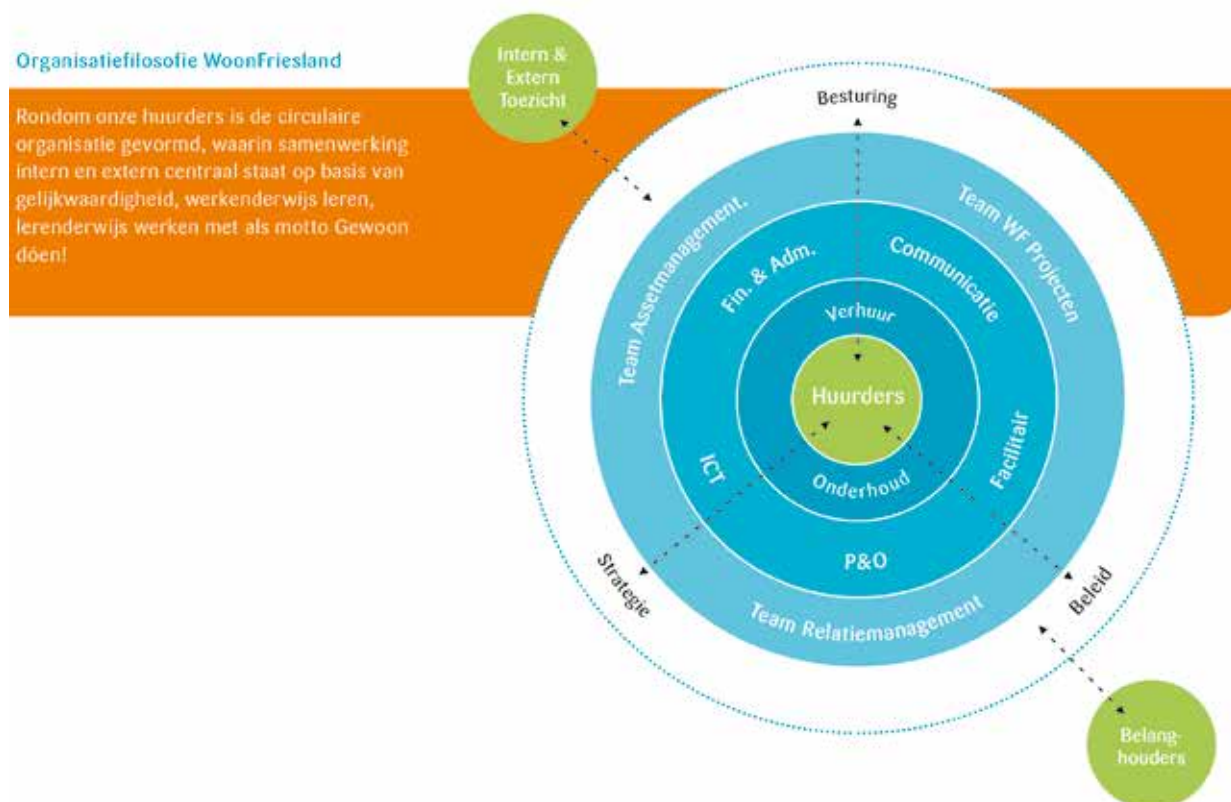 Organisatiefilosofie WoonFriesland
Rondom onze huurders is de circulaire
organisatie gevormd, waarin samenwerking
intern en extern centraal staat op basis van
gelijkwaardigheid, werkenderwijs leren,
lerenderwijs werken met als motto Gewoon
dóen!
Intern &
Extern
Toezicht
Besturing
Team Assetmanagement.
Team WF Projecten
Fin. & Adm.
Communicatie
Verhuur
Huurders
Onderhoud
ICT
Facilitair
P&O
Team Relatiemanagement
Strategie
Beleid
Belang-
houders